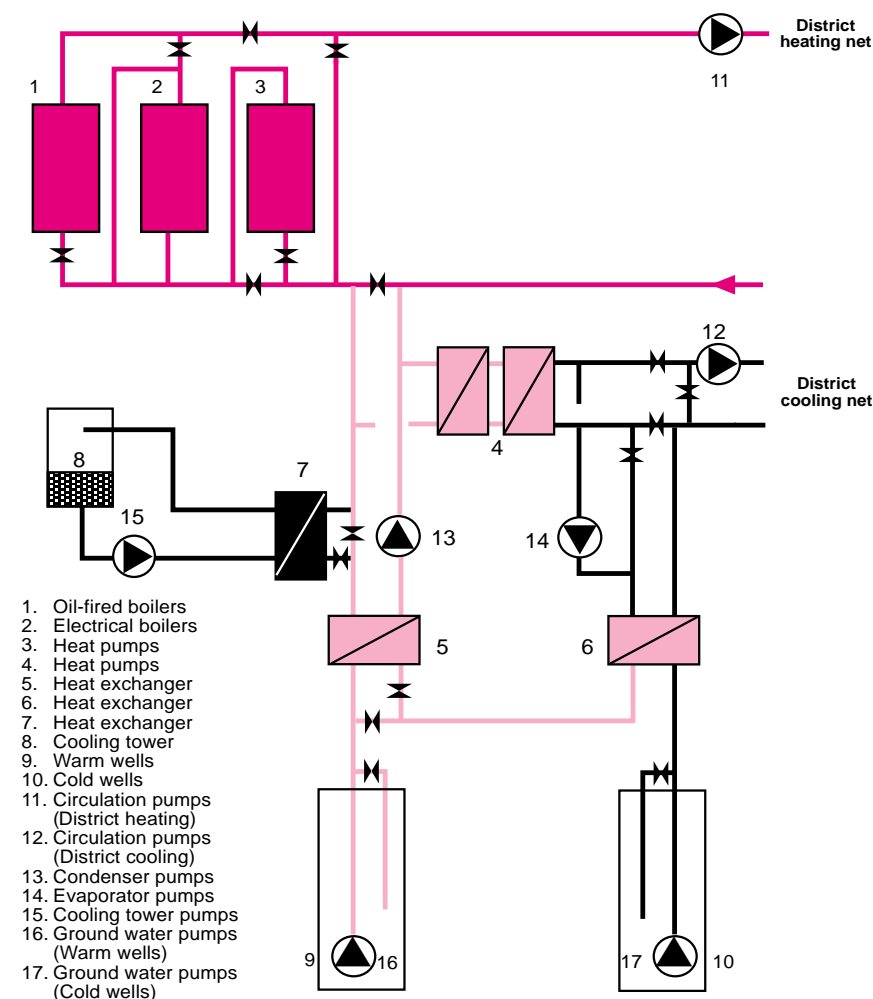 District
heating net
11
1
2
3
12
District
cooling net
4
8
7
15
13
14
5
6
1. Oil-fired boilers
2. Electrical boilers
3. Heat pumps
4. Heat pumps
5. Heat exchanger
6. Heat exchanger
7. Heat exchanger
8. Cooling tower
9. Warm wells
10. Cold wells
11. Circulation pumps
(District heating)
12. Circulation pumps
(District cooling)
13. Condenser pumps
14. Evaporator pumps
15. Cooling tower pumps
16. Ground water pumps
(Warm wells)
17. Ground water pumps
(Cold wells)
9
16
17
10